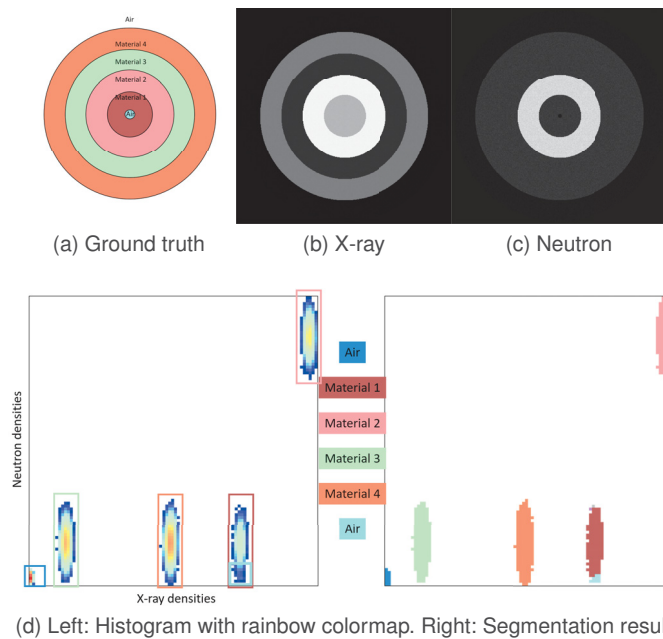 Air
Material 4
Material 3
Material 2
Material 1
Air
(a) Ground truth
(b) X-ray
(c) Neutron
Neutron densities
Air
Material 1
Material 2
Material 3
Material 4
Air
X-ray densities
(d) Left: Histogram with rainbow colormap. Right: Segmentation resu